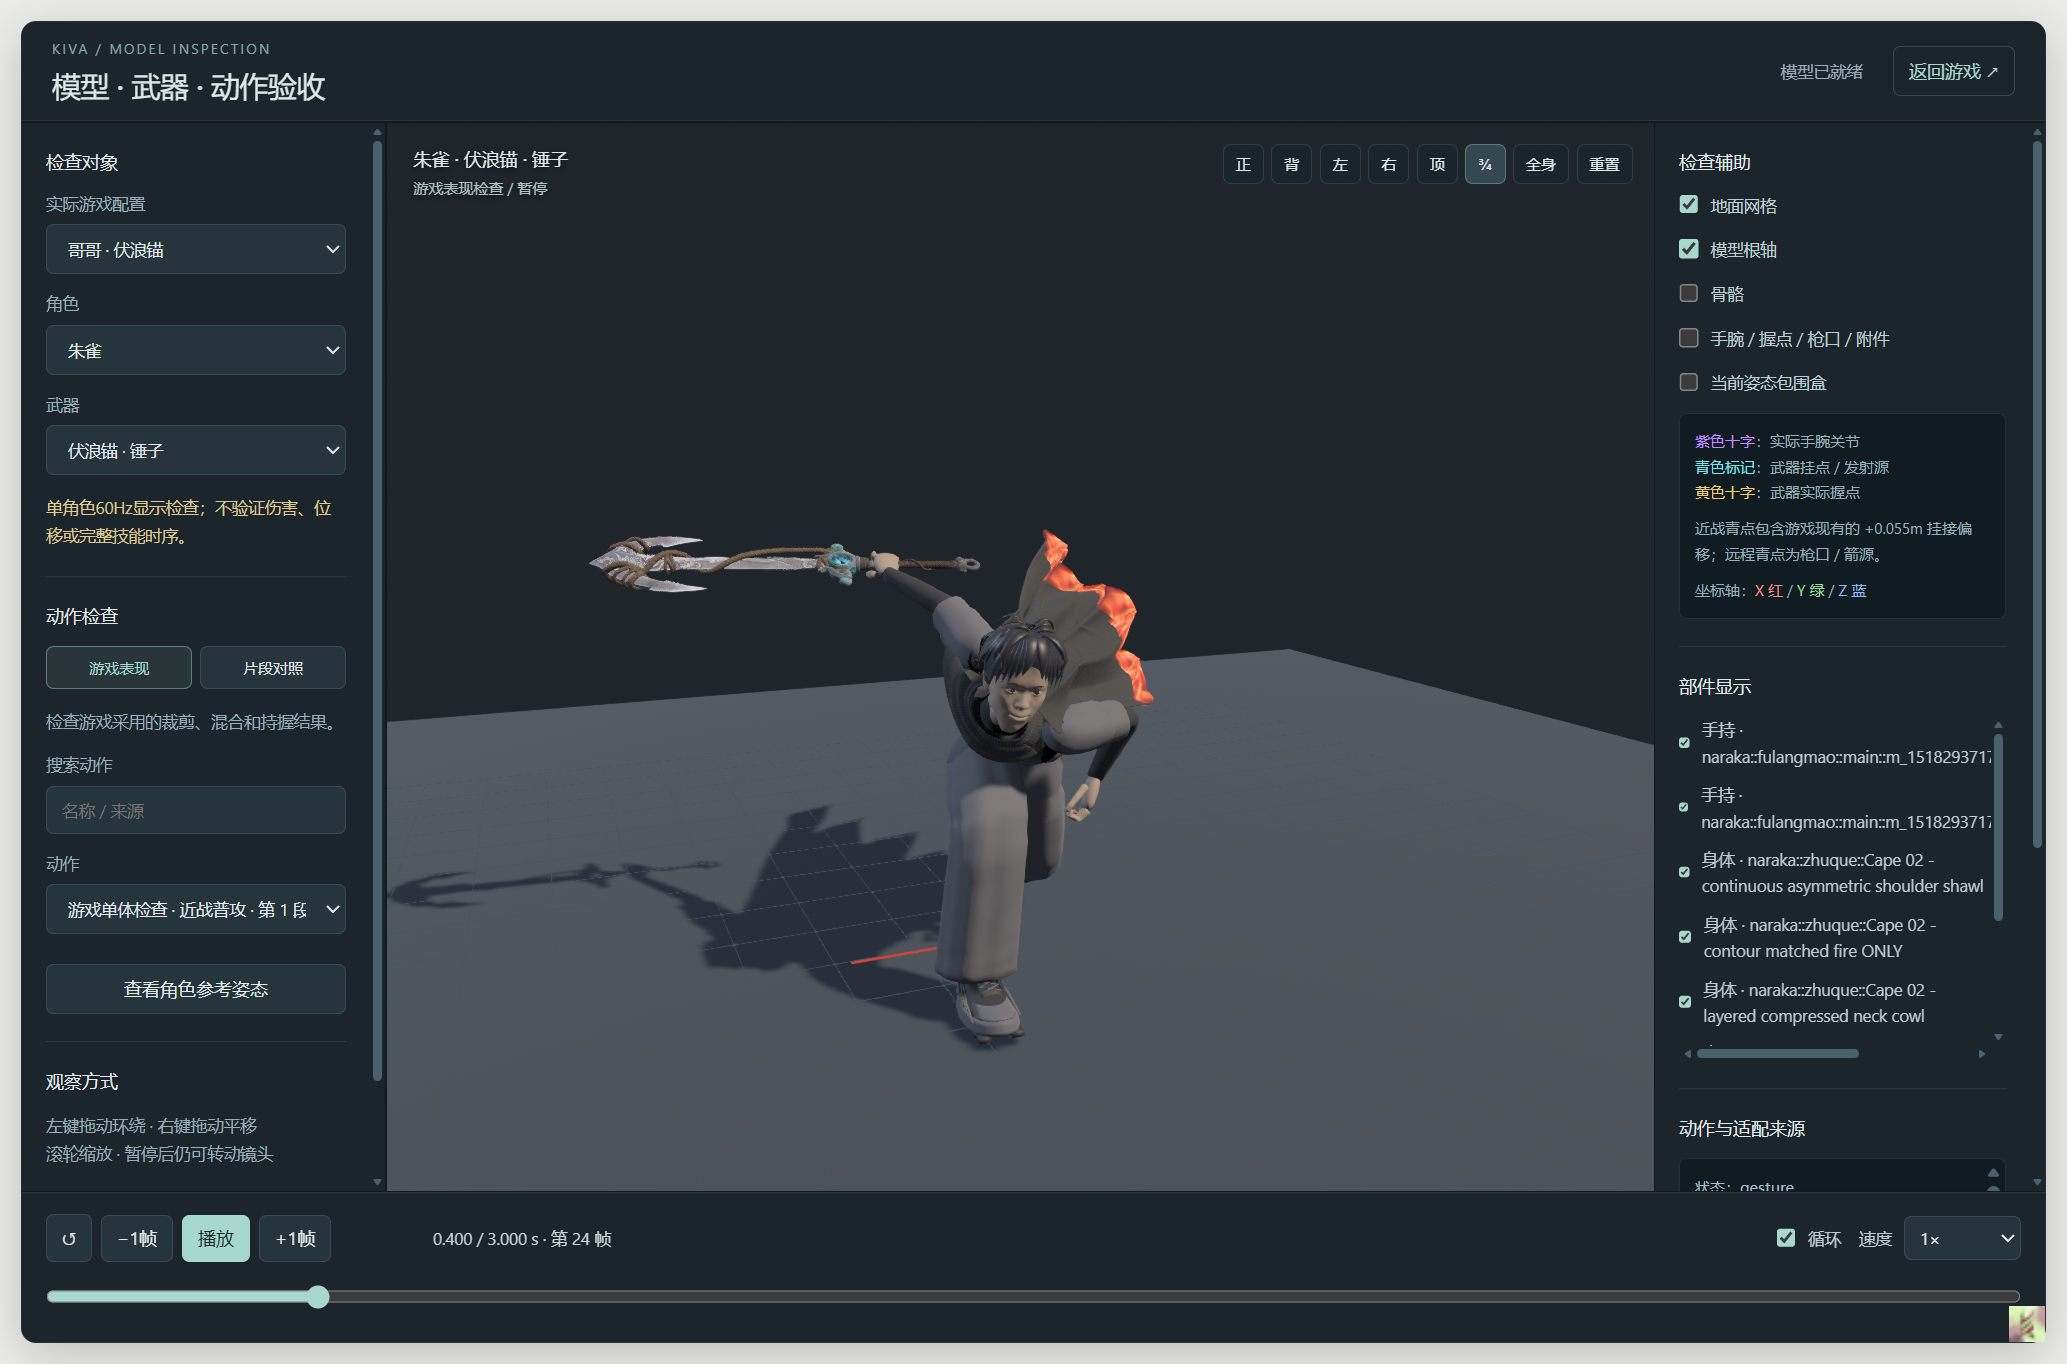 KIVA / MODEL INSPECTION
模型 · 武器 · 动作验收
模型已就绪
返回游戏 ↗
检查对象
实际游戏配置
哥哥 · 伏浪锚
角色
朱雀
武器
伏浪锚 · 锤子
单角色60Hz显示检查；不验证伤害、位
移或完整技能时序。
动作检查
游戏表现
片段对照
检查游戏采用的裁剪、混合和持握结果。
搜索动作
名称 / 来源
动作
游戏单体检查 · 近战普攻 · 第 1 段
查看角色参考姿态
观察方式
左键拖动环绕 · 右键拖动平移
滚轮缩放 · 暂停后仍可转动镜头
朱雀 · 伏浪锚 · 锤子
游戏表现检查 / 暂停
正
背
左
右
顶
¾
全身
重置
检查辅助
地面网格
模型根轴
骨骼
手腕 / 握点 / 枪口 / 附件
当前姿态包围盒
紫色十字：实际手腕关节
青色标记：武器挂点 / 发射源
黄色十字：武器实际握点
近战青点包含游戏现有的 +0.055m 挂接偏
移；远程青点为枪口 / 箭源。
坐标轴：X 红 / Y 绿 / Z 蓝
部件显示
手持 ·
naraka::fulangmao::main::m_151829371
手持 ·
naraka::fulangmao::main::m_151829371
身体 · naraka::zhuque::Cape 02 -
continuous asymmetric shoulder shawl
身体 · naraka::zhuque::Cape 02 -
contour matched fire ONLY
身体 · naraka::zhuque::Cape 02 -
layered compressed neck cowl
动作与适配来源
状态：gesture
↺
−1帧
播放
+1帧
0.400 / 3.000 s · 第 24 帧
循环
速度
1×